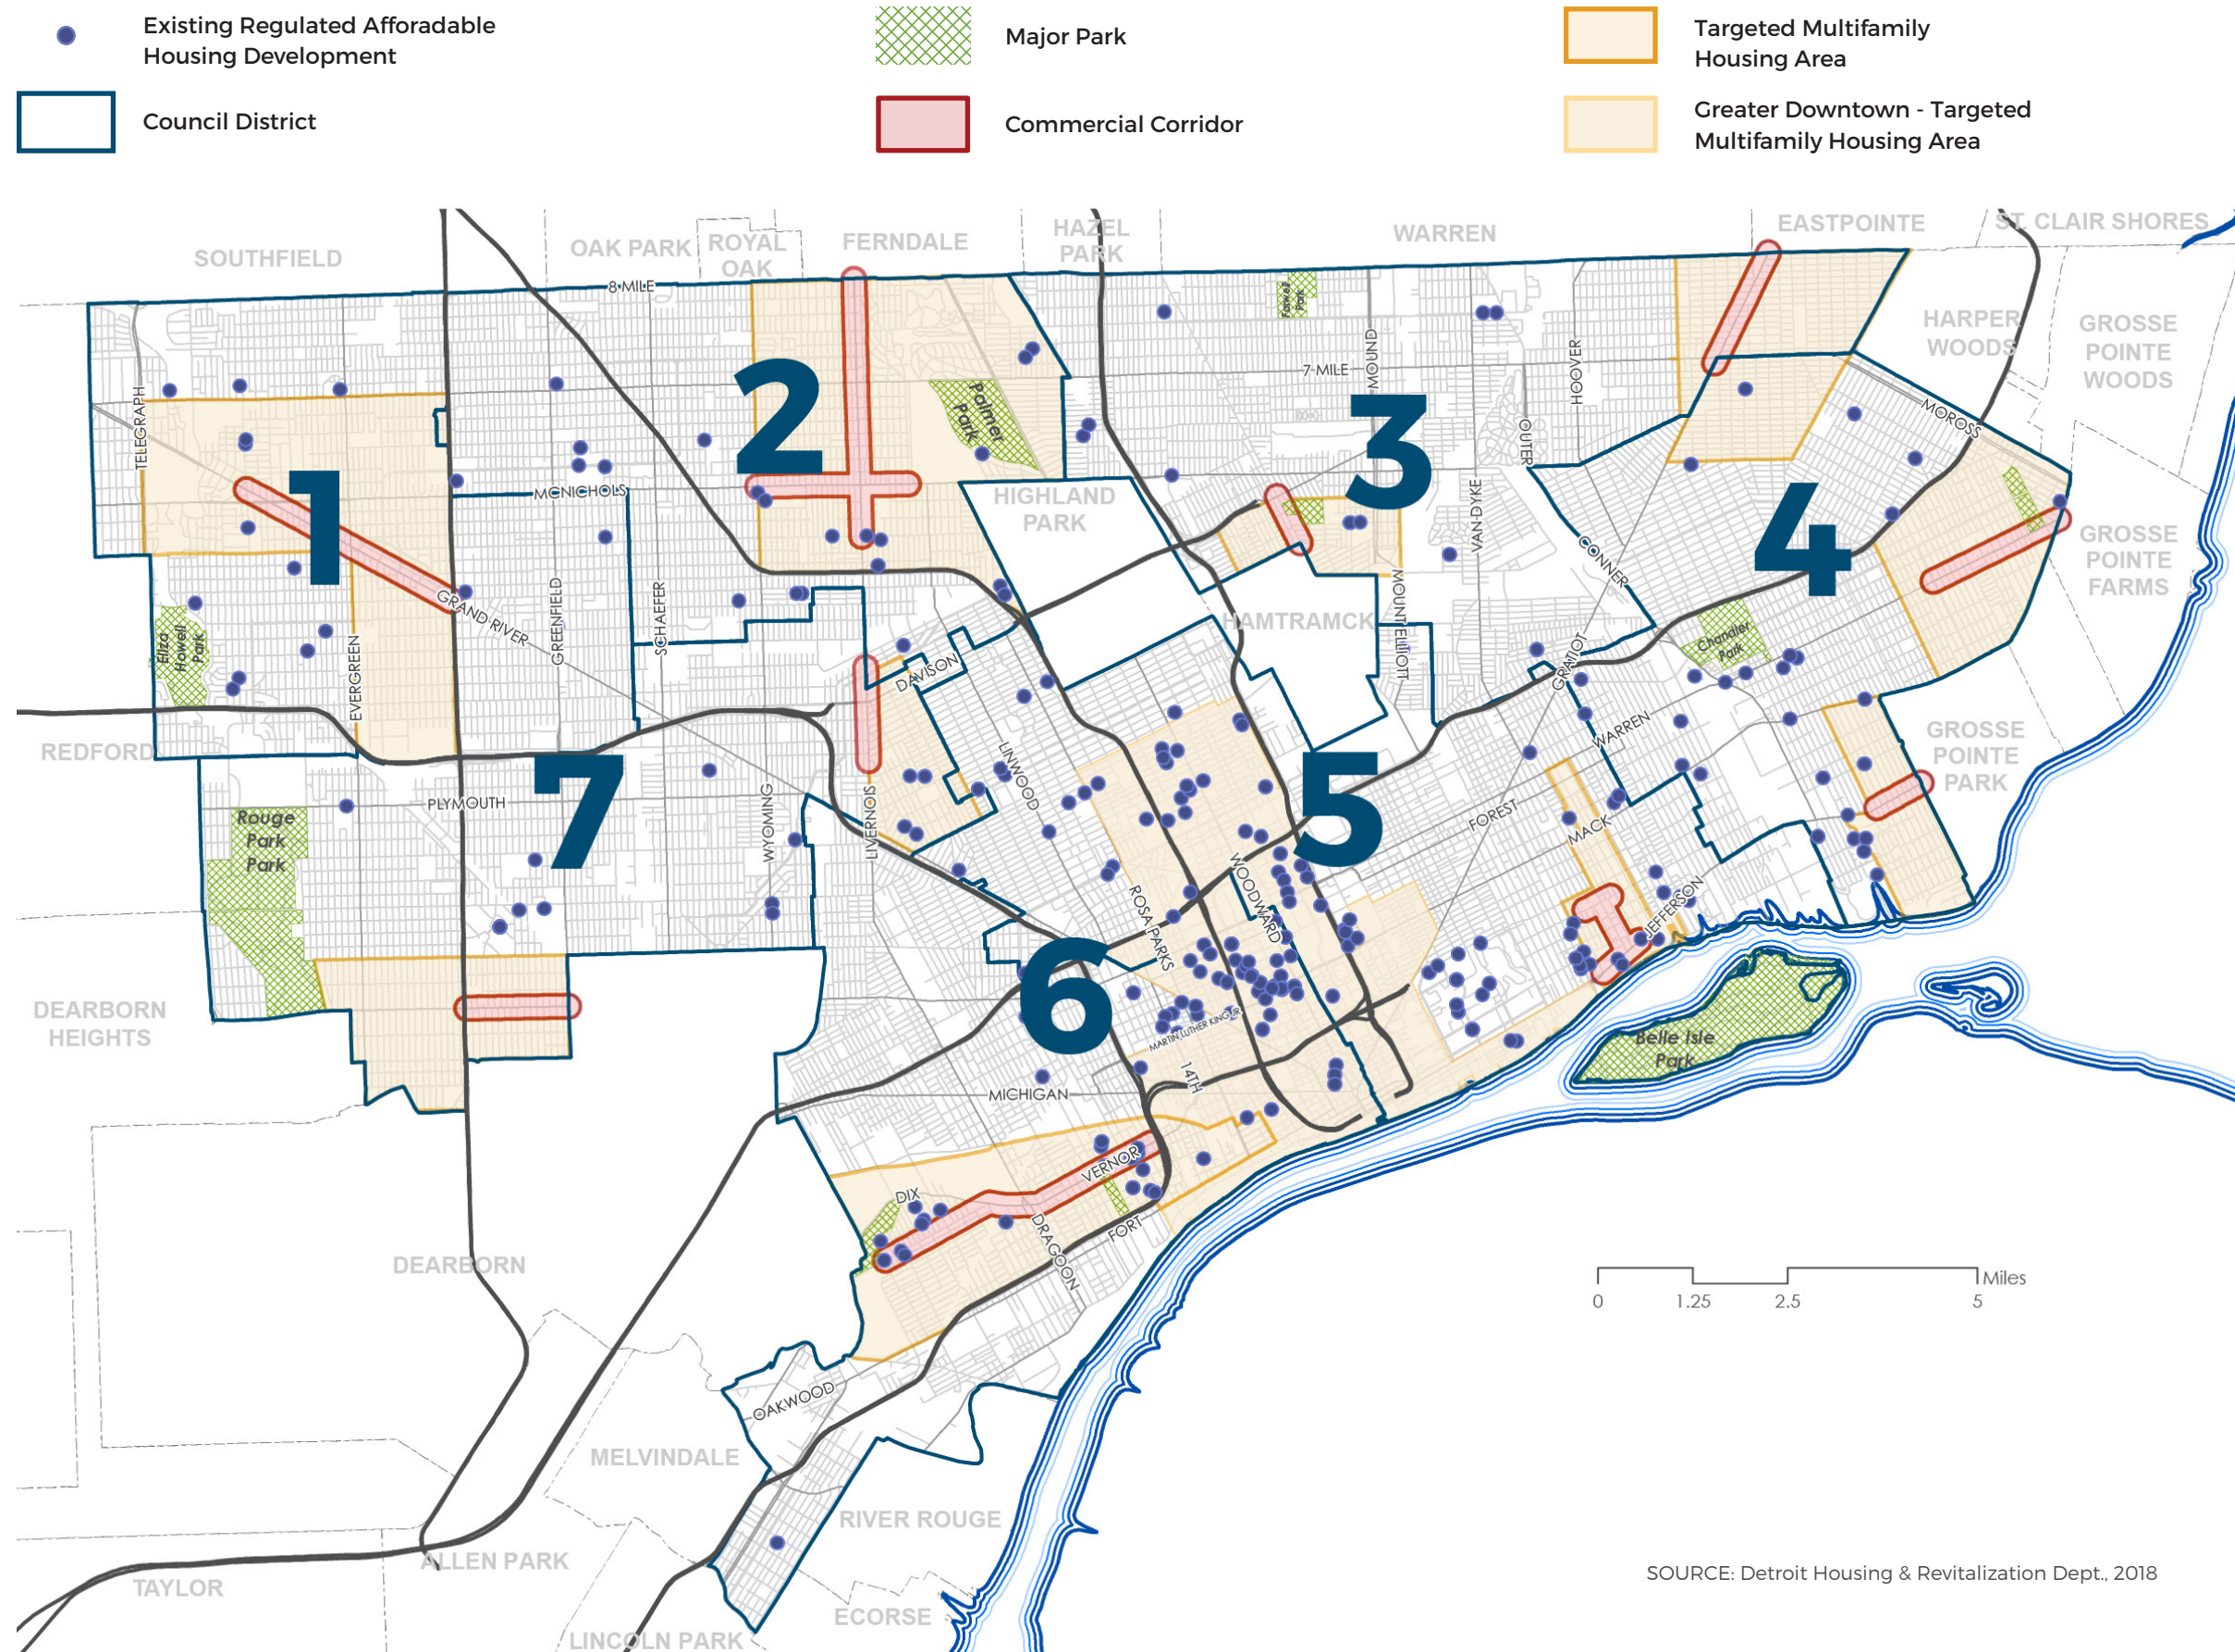 Existing Regulated Afforadable
Housing Development
Major Park
Targeted Multifamily
Housing Area
Council District
Commercial Corridor
Greater Downtown - Targeted
Multifamily Housing Area
SOUTHFIELD
OAK PARK
ROYAL
OAK
FERNDALE
HAZEL
PARK
WARREN
EASTPOINTE
ST. CLAIR SHORES
8 MILE
Farwell
Park
HARPER
WOODS
GROSSE
POINTE
WOODS
7 MILE
MOUND
HOOVER
TELEGRAPH
Palmer
Park
MOROSS
OUTER
1
2
3
4
MCNICHOLS
HIGHLAND
PARK
VAN-DYKE
CONNER
GROSSE
POINTE
FARMS
GRAND RIVER
GREENFIELD
SCHAEFER
HAMTRAMCK
MOUNT ELLIOTT
Eliza
Howell
Park
Chandler
Park
EVERGREEN
DAVISON
GRATIOT
REDFORD
WARREN
GROSSE
POINTE
PARK
LINWOOD
7
5
PLYMOUTH
WYOMING
LIVERNOIS
FOREST
MACK
Rouge
Park
Park
WOODWARD
ROSA PARKS
JEFFERSON
6
DEARBORN
HEIGHTS
MARTIN LUTHER KING JR
Belle Isle
Park
14TH
MICHIGAN
VERNOR
DIX
DRAGOON
FORT
DEARBORN
Miles
0
1.25
2.5
5
OAKWOOD
MELVINDALE
RIVER ROUGE
ALLEN PARK
TAYLOR
SOURCE: Detroit Housing & Revitalization Dept., 2018
ECORSE
LINCOLN PARK